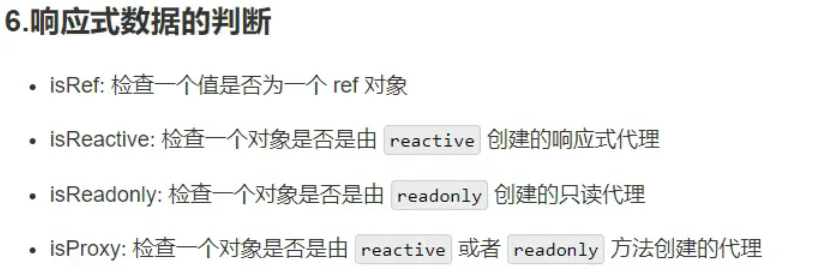 6.响应式数据的判断
• isRef: 检查一个值是否为一个 ref 对象
• isReactive: 检查一个对象是否是由 reactive 创建的响应式代理
• isReadonly: 检查一个对象是否是由 readonly 创建的只读代理
• isProxy: 检查一个对象是否是由 reactive 或者 readonly 方法创建的代理